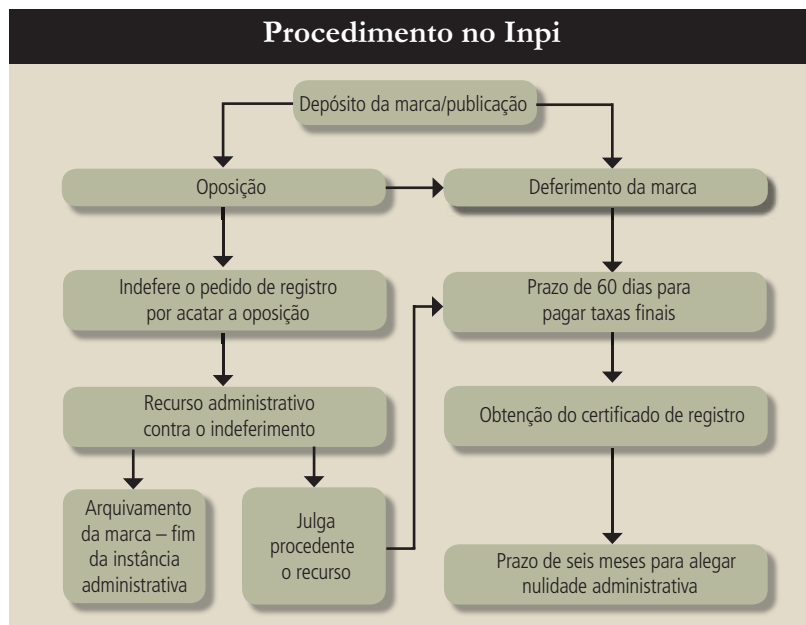 Procedimento no Inpi
Depósito da marca/publicação
Oposição
Deferimento da marca
Indefere o pedido de registro
por acatar a oposição
Prazo de 60 dias para
pagar taxas finais
Recurso administrativo
contra o indeferimento
Obtenção do certificado de registro
Arquivamento
da marca – fim
da instância
administrativa
Julga
procedente
o recurso
Prazo de seis meses para alegar
nulidade administrativa